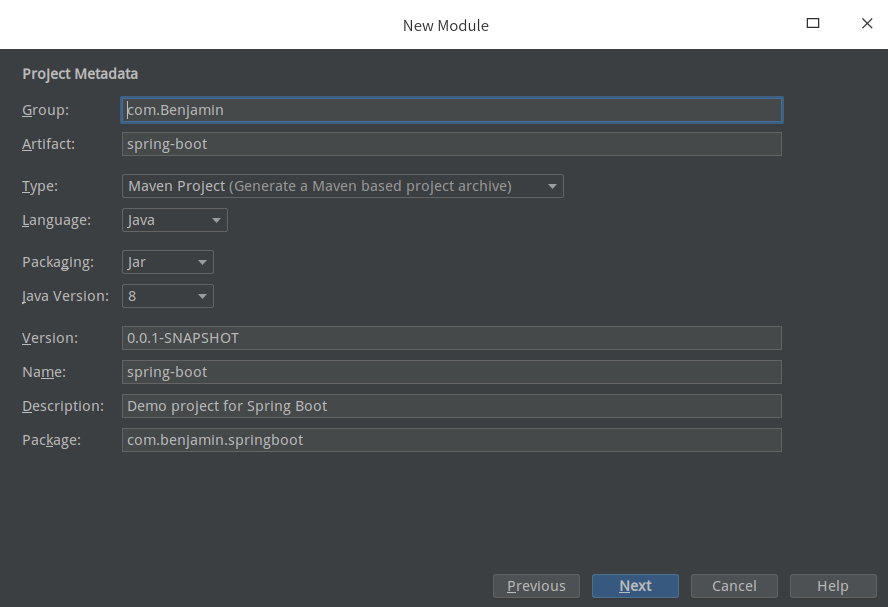 New Module
Project Metadata
Group: com.Benjamin
Artifact: spring-boot
Type: Maven Project (Generate a Maven based project archive)
Language: Java
Packaging: Jar
Java Version: 8
Version: 0.0.1-SNAPSHOT
Name: spring-boot
Description: Demo project for Spring Boot
Package: com.benjamin.springboot
Previous Next Cancel Help